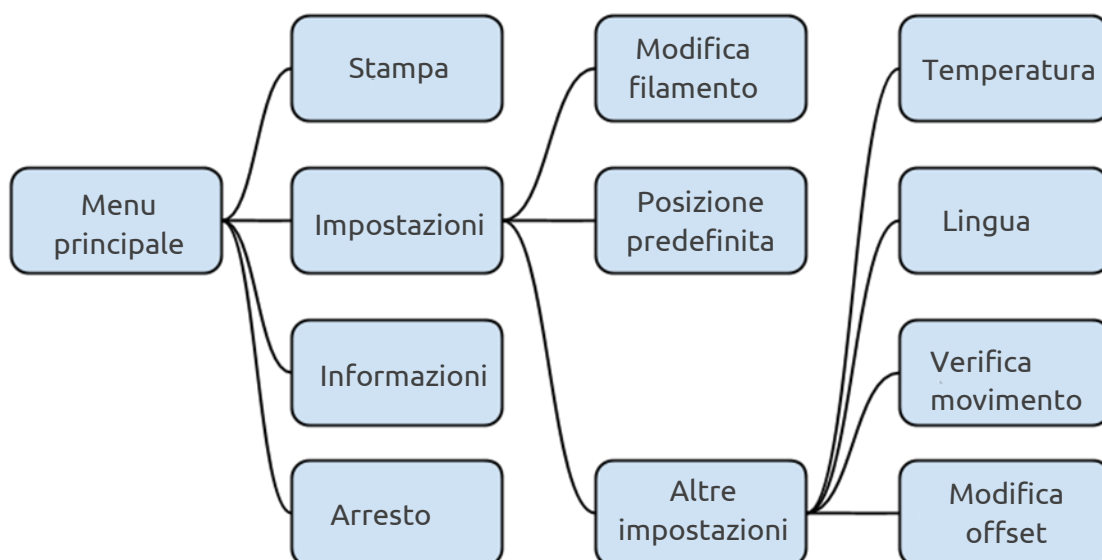 Menu
principale
Stampa
Impostazioni
Informazioni
Arresto
Modifica
filamento
Posizione
predefinita
Altre
impostazioni
Temperatura
Lingua
Verifica
movimento
Modifica
offset